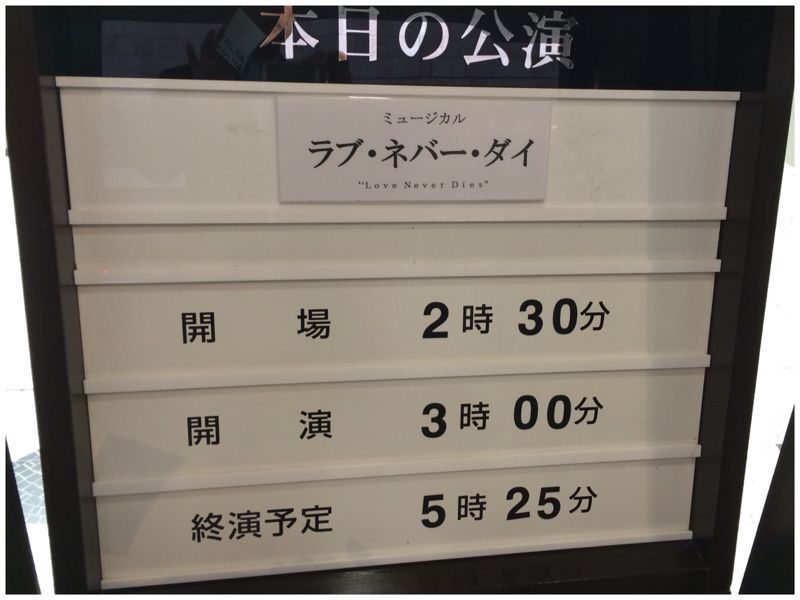 本日の公演
ミュージカル
ラブ・ネバー・ダイ
"Love Never Dies"
開場 2時30分
開演 3時00分
終演予定 5時25分